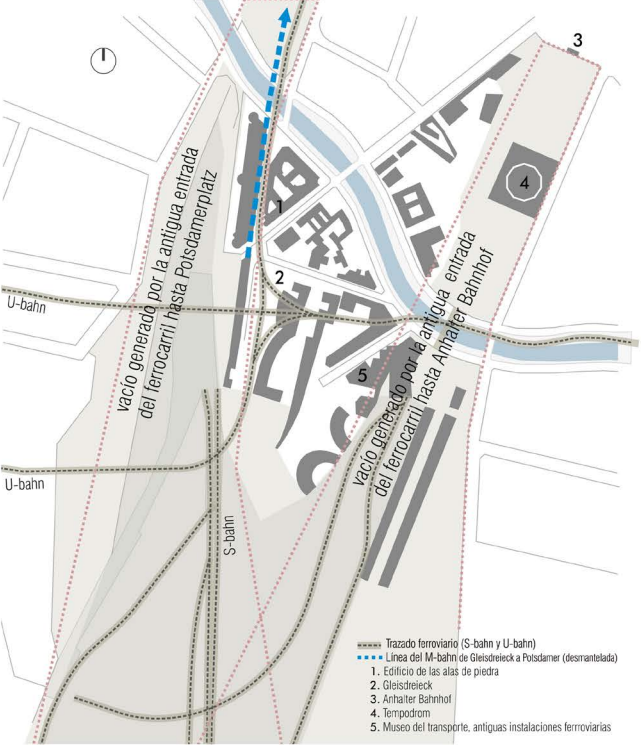 3
4
1
vacío generado por la antigua entrada
del ferrocarril hasta Potsdamerplatz
2
U-bahn
vacío generado por la antigua entrada
del ferrocarril hasta Anhalter Bahnhof
5
U-bahn
S-bahn
Trazado ferroviario (S-bahn y U-bahn)
Línea del M-bahn de Gleisdreieck a Potsdamer (desmantelada)
1. Edificio de las alas de piedra
2. Gleisdreieck
3. Anhalter Bahnhof
4. Tempodrom
5. Museo del transporte, antiguas instalaciones ferrroviarias